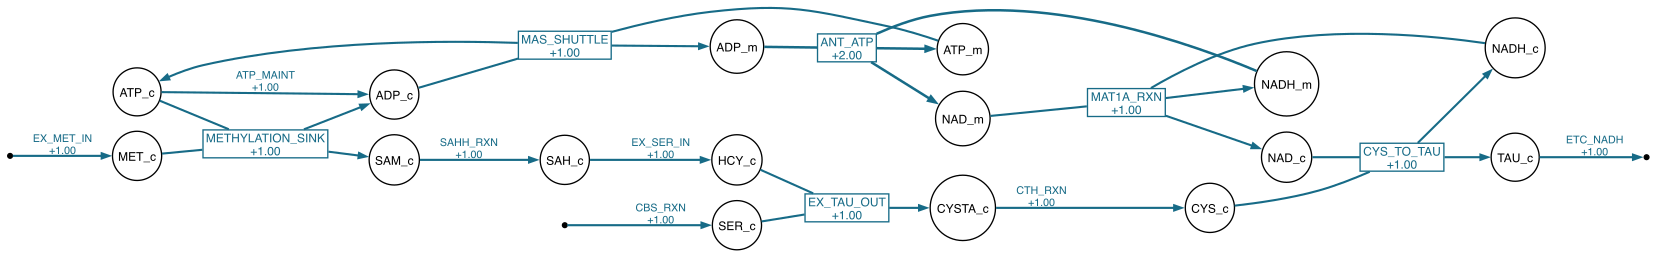 MAS_SHUTTLE
+1.00
ADP_m
ANT_ATP
+2.00
ATP_m
NADH_c
ATP_c
ATP_MAINT
+1.00
ADP_c
NADH_m
MAT1A_RXN
+1.00
NAD_m
EX_MET_IN
+1.00
MET_c
METHYLATION_SINK
+1.00
SAM_c
SAHH_RXN
+1.00
SAH_c
EX_SER_IN
+1.00
HCY_c
NAD_c
CYS_TO_TAU
+1.00
TAU_c
ETC_NADH
+1.00
CBS_RXN
+1.00
SER_c
EX_TAU_OUT
+1.00
CYSTA_c
CTH_RXN
+1.00
CYS_c